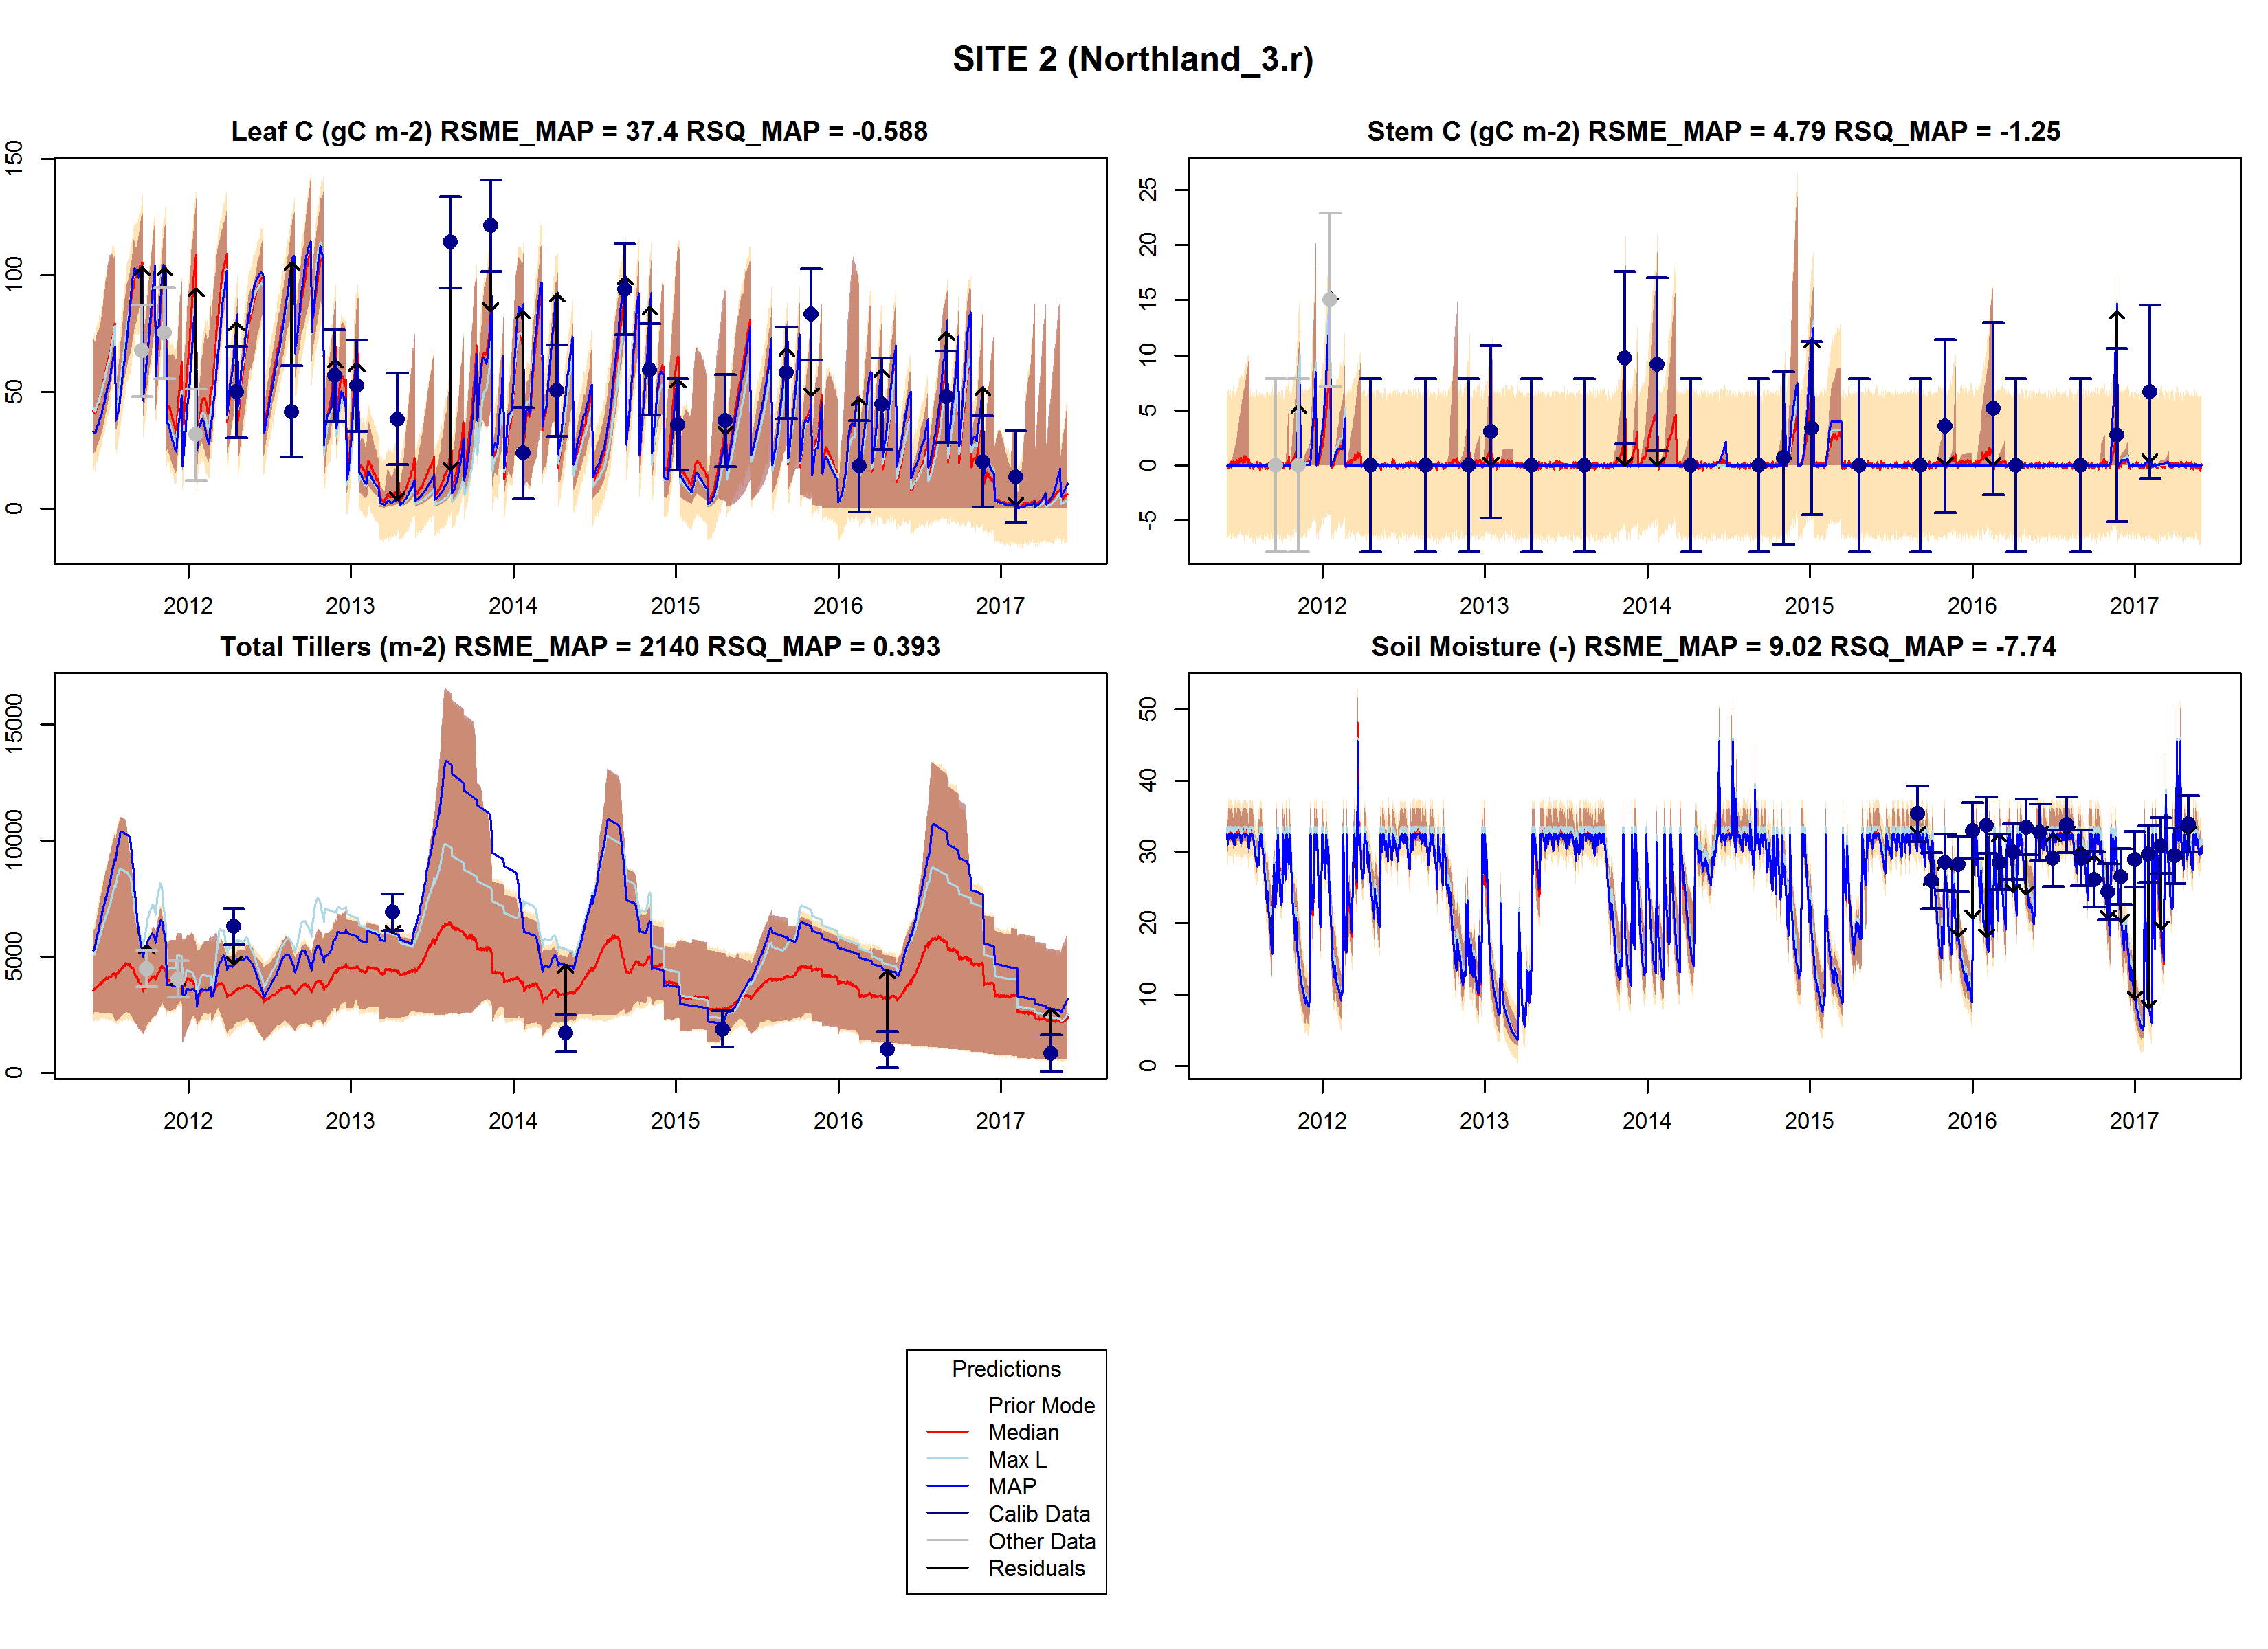 SITE 2 (Northland_3.r)
Leaf C (gC m-2) RSME_MAP = 37.4 RSQ_MAP = -0.588
150
100
50
0
2012 2013 2014 2015 2016 2017
Stem C (gC m-2) RSME_MAP = 4.79 RSQ_MAP = -1.25
25
20
15
10
5
0
-5
2012 2013 2014 2015 2016 2017
Total Tillers (m-2) RSME_MAP = 2140 RSQ_MAP = 0.393
15000
10000
5000
0
2012 2013 2014 2015 2016 2017
Soil Moisture (-) RSME_MAP = 9.02 RSQ_MAP = -7.74
50
40
30
20
10
0
2012 2013 2014 2015 2016 2017
Predictions
Prior Mode
Median
Max L
MAP
Calib Data
Other Data
Residuals